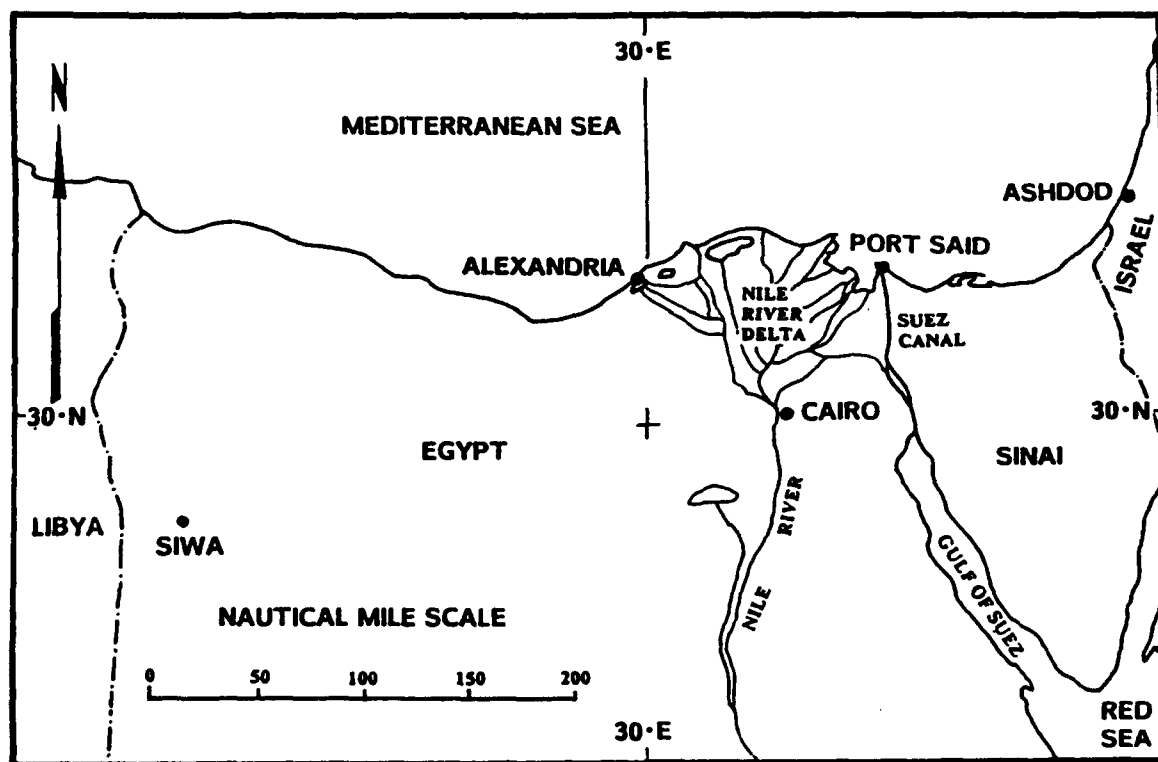 30·E
N
MEDITERRANEAN SEA
ASHDOD
ISRAEL
PORT SAID
ALEXANDRIA
NILE
RIVER
DELTA
SUEZ
CANAL
30·N
CAIRO
30·N
EGYPT
SINAI
RIVER
LIBYA
SIWA
GULF OF SUEZ
NILE
NAUTICAL MILE SCALE
0 50 100 150 200
30·E
RED
SEA